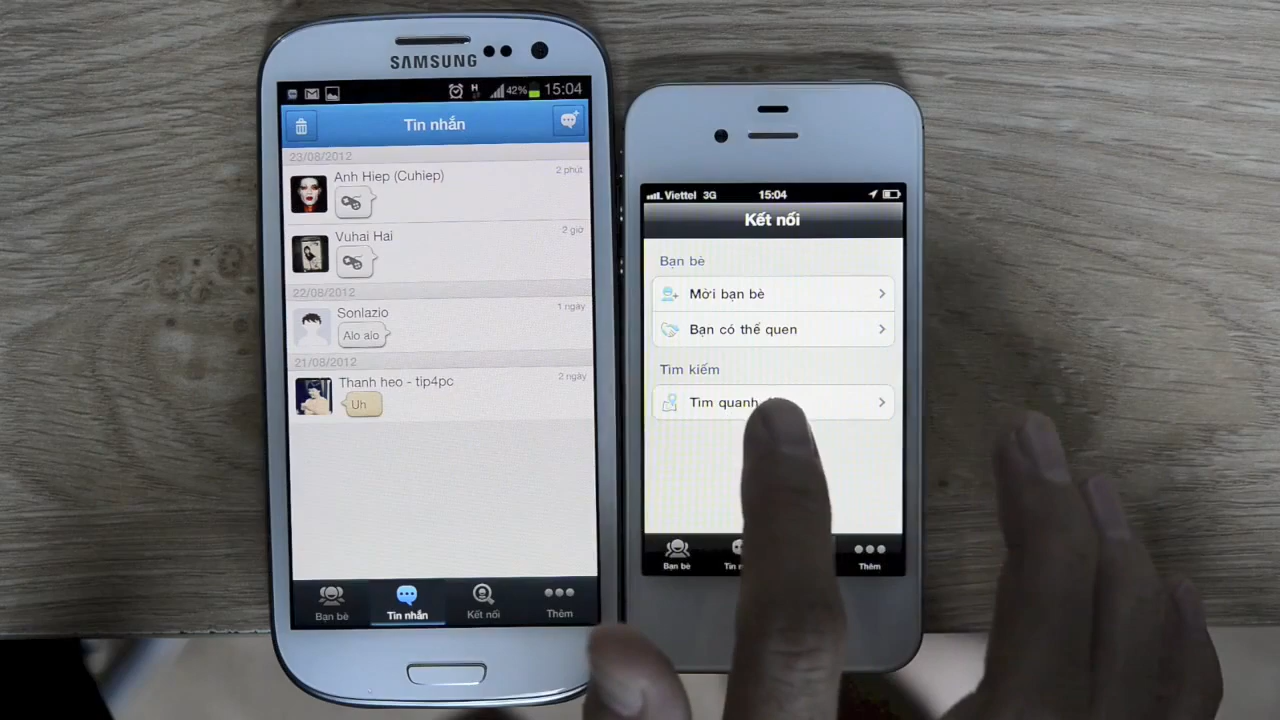 SAMSUNG
42% 15:04
Tin nhắn
23/08/2012
Anh Hiep (Cuhiep)
2 phút
Vuhai Hai
2 giờ
22/08/2012
Sonlazio
1 ngày
Alo aio
21/08/2012
Thanh heo - tip4pc
2 ngày
Uh
Bạn bè
Tin nhắn
Kết nối
Thêm
Viettel 3G 15:04
Kết nối
Bạn bè
Mời bạn bè
Bạn có thể quen
Tìm kiếm
Tìm quanh
Bạn bè
Tin
Thêm